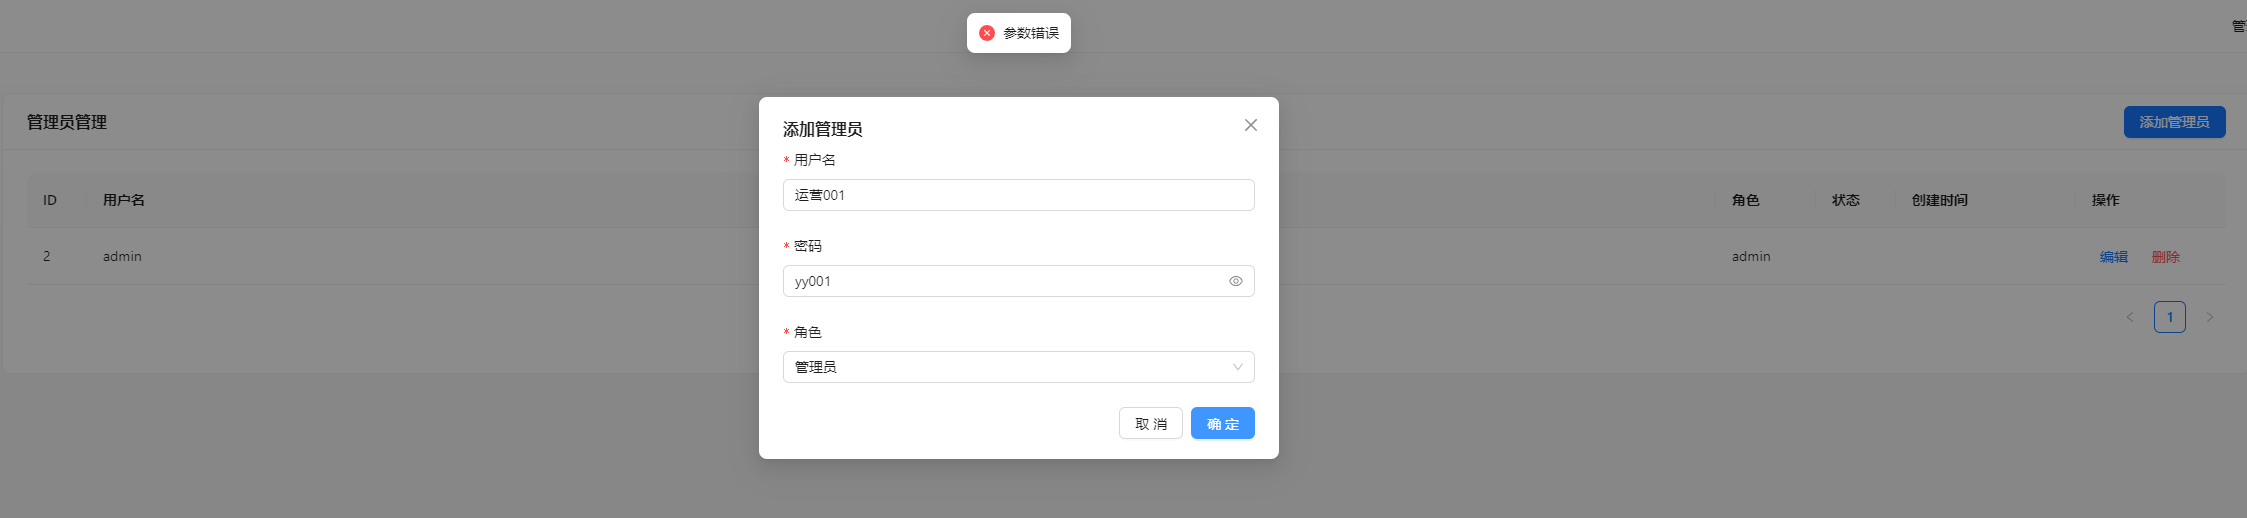 参数错误
管理员管理
添加管理员
ID 用户名 角色 状态 创建时间 操作
2 admin admin 编辑 删除
1
添加管理员
* 用户名
运营001
* 密码
yy001
* 角色
管理员
取 消 确 定